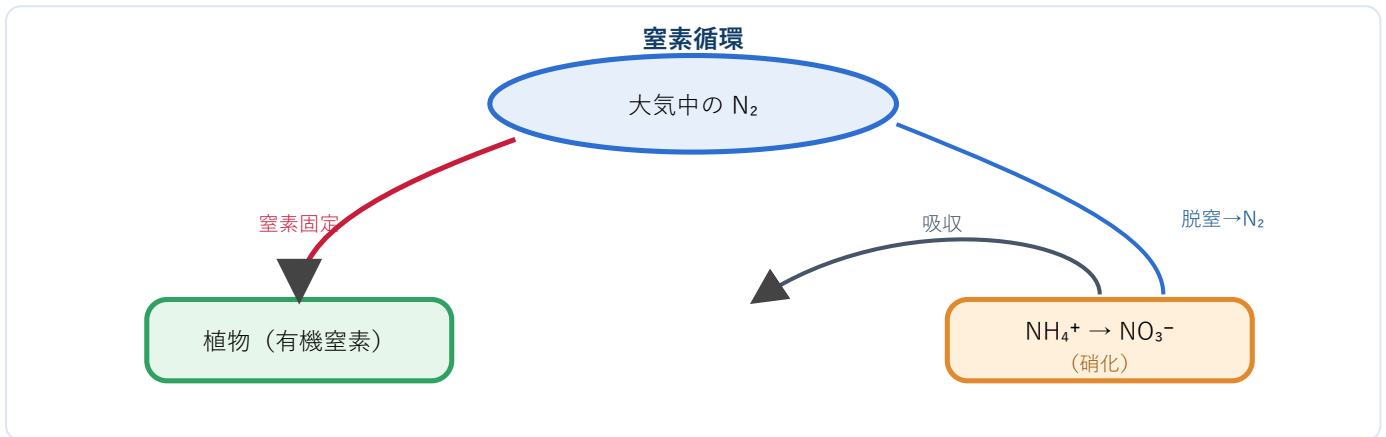 窒素循環
大気中の N₂
窒素固定
吸収
脱窒→N₂
植物（有機窒素）
NH₄⁺ → NO₃⁻
（硝化）